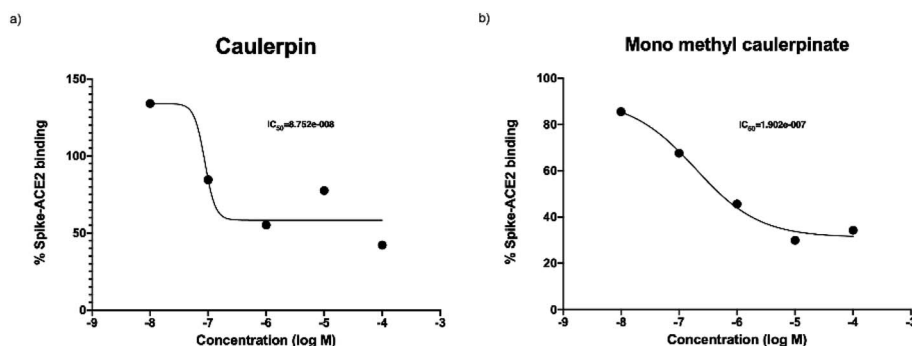 a)
Caulerpin
150
100
50
0
% Spike-ACE2 binding
IC50=8.752e-008
-9 -8 -7 -6 -5 -4 -3
Concentration (log M)
b)
Mono methyl caulerpinate
100
80
60
40
20
0
% Spike-ACE2 binding
IC50=1.902e-007
-9 -8 -7 -6 -5 -4 -3
Concentration (log M)